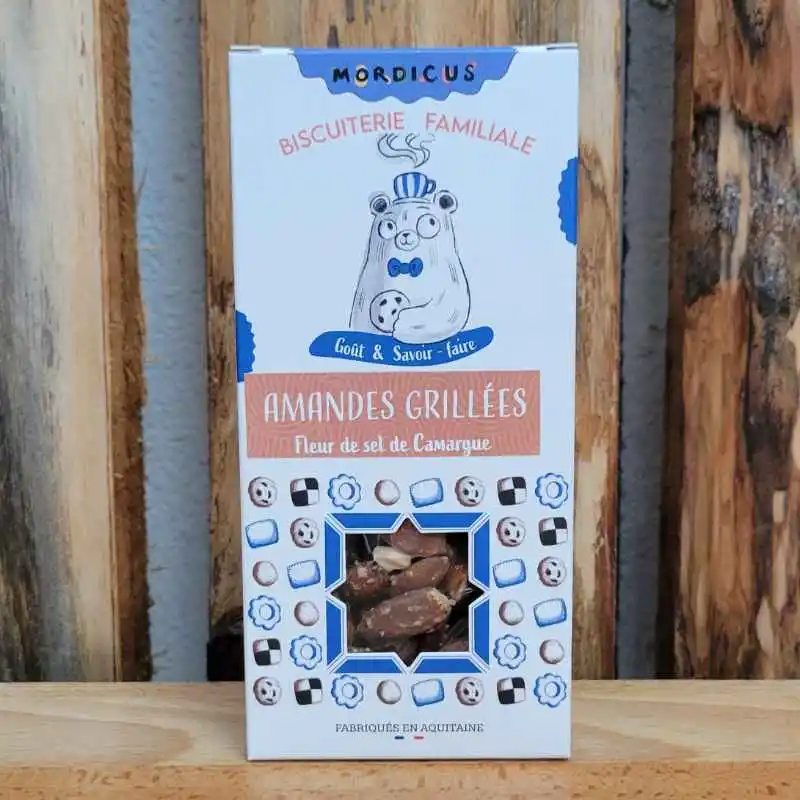 MORDICUS
BISCUITERIE FAMILIALE
Goût & Savoir-faire
AMANDES GRILLÉES
Fleur de sel de Camargue
FABRIQUÉS EN AQUITAINE